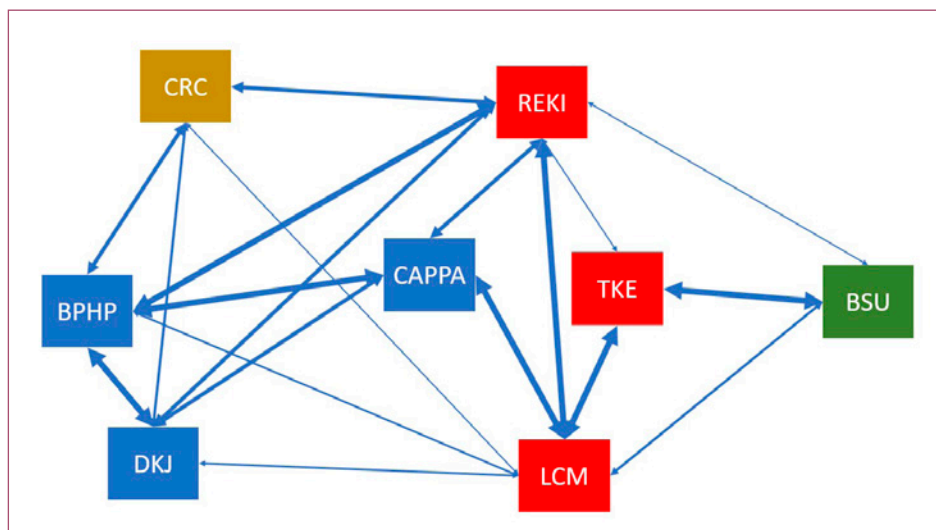 CRC
REKI
CAPPA
TKE
BPHP
BSU
DKJ
LCM